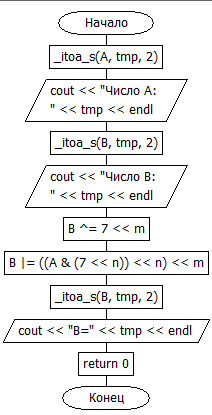 Начало
_itoa_s(A, tmp, 2)
cout << "Число A:
" << tmp << endl
_itoa_s(B, tmp, 2)
cout << "Число B:
" << tmp << endl
B ^= 7 << m
B |= ((A & (7 << n)) << n) << m
_itoa_s(B, tmp, 2)
cout << "B=" << tmp << endl
return 0
Конец